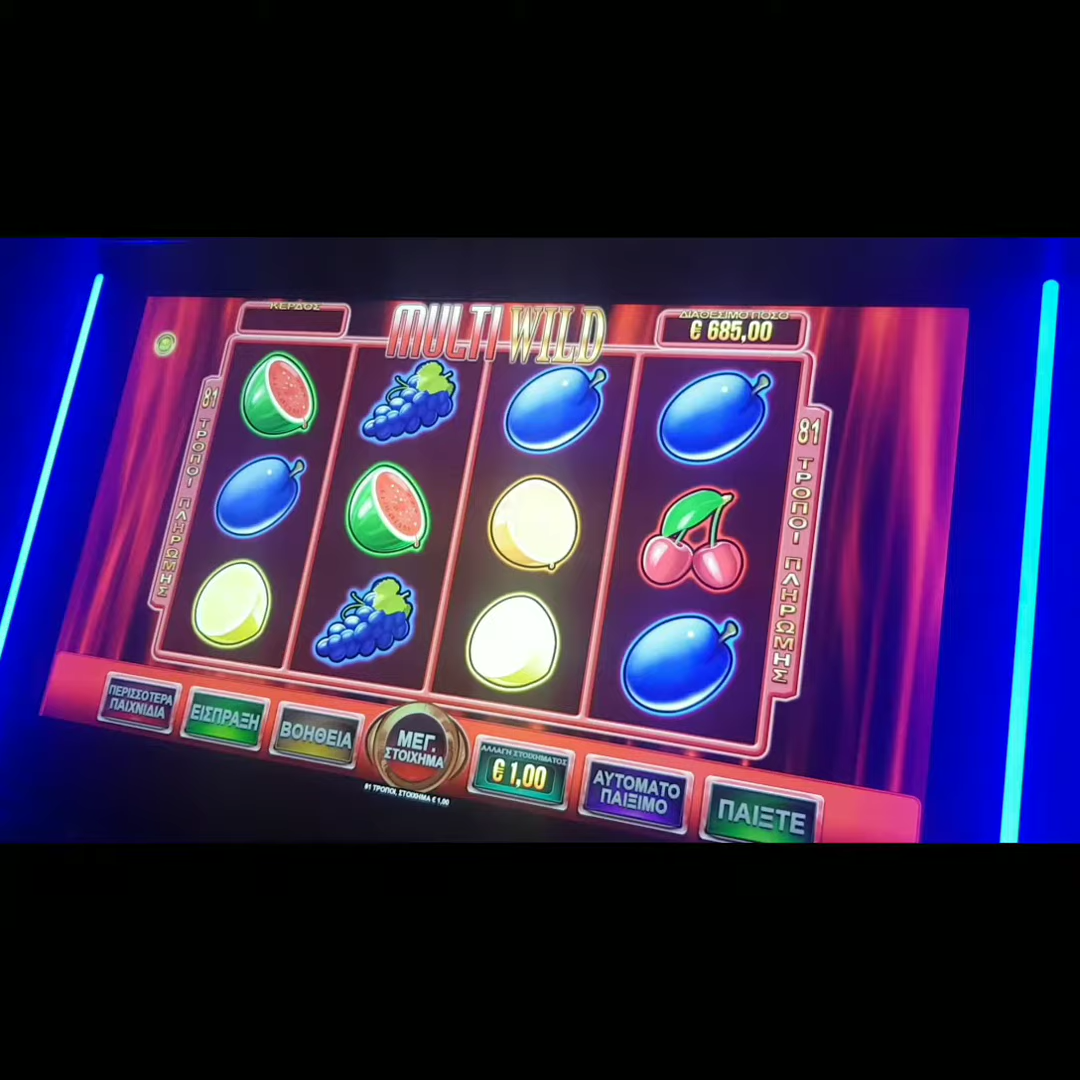 ΚΕΡΔΟΣ
MULTI WILD
ΔΙΑΘΕΣΙΜΟ ΠΟΣΟ
€ 685,00
81 ΤΡΟΠΟΙ ΠΛΗΡΩΜΗΣ
81 ΤΡΟΠΟΙ ΠΛΗΡΩΜΗΣ
ΠΕΡΙΣΣΟΤΕΡΑ
ΠΑΙΧΝΙΔΙΑ
ΕΙΣΠΡΑΞΗ
ΒΟΗΘΕΙΑ
ΜΕΓ.
ΣΤΟΙΧΗΜΑ
ΑΛΛΑΓΗ ΣΤΟΙΧΗΜΑΤΟΣ
€ 1,00
ΑΥΤΟΜΑΤΟ
ΠΑΙΞΙΜΟ
ΠΑΙΞΤΕ
81 ΤΡΟΠΟΙ, ΣΤΟΙΧΗΜΑ € 1,00